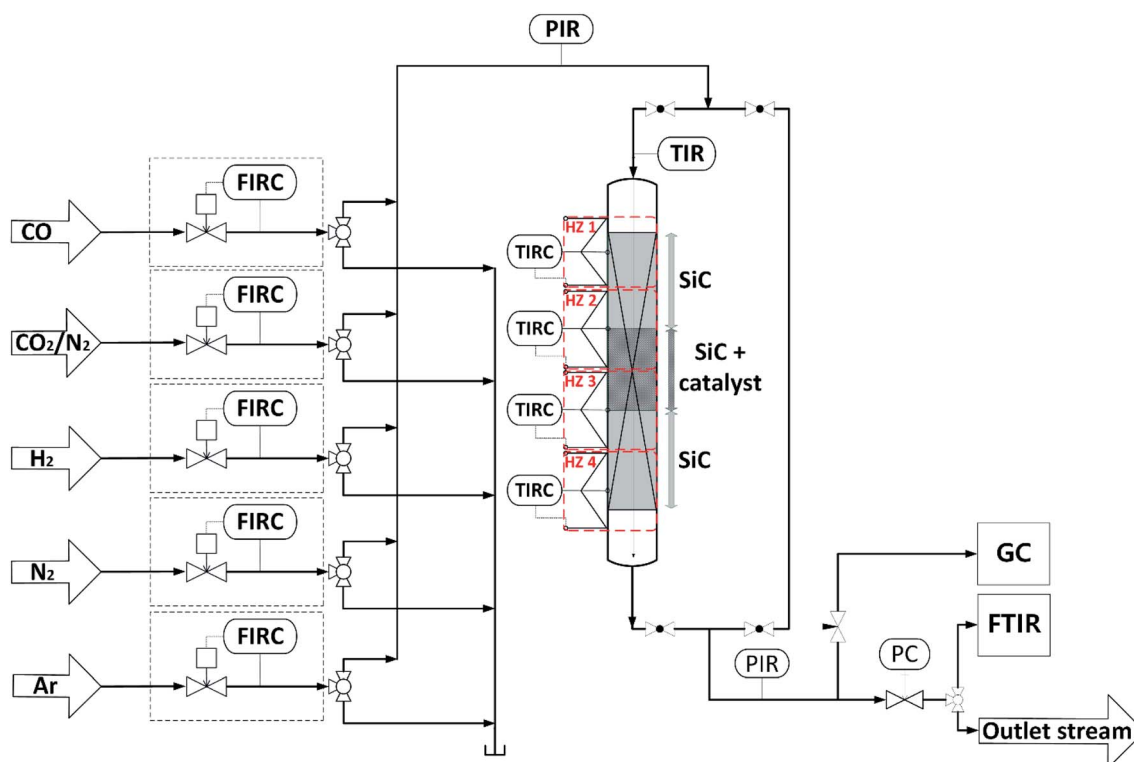 PIR
TIR
FIRC
CO
HZ 1
TIRC
SiC
FIRC
CO₂/N₂
HZ 2
TIRC
SiC +
catalyst
FIRC
H₂
HZ 3
TIRC
SiC
FIRC
N₂
HZ 4
TIRC
GC
FTIR
FIRC
Ar
PIR
PC
Outlet stream